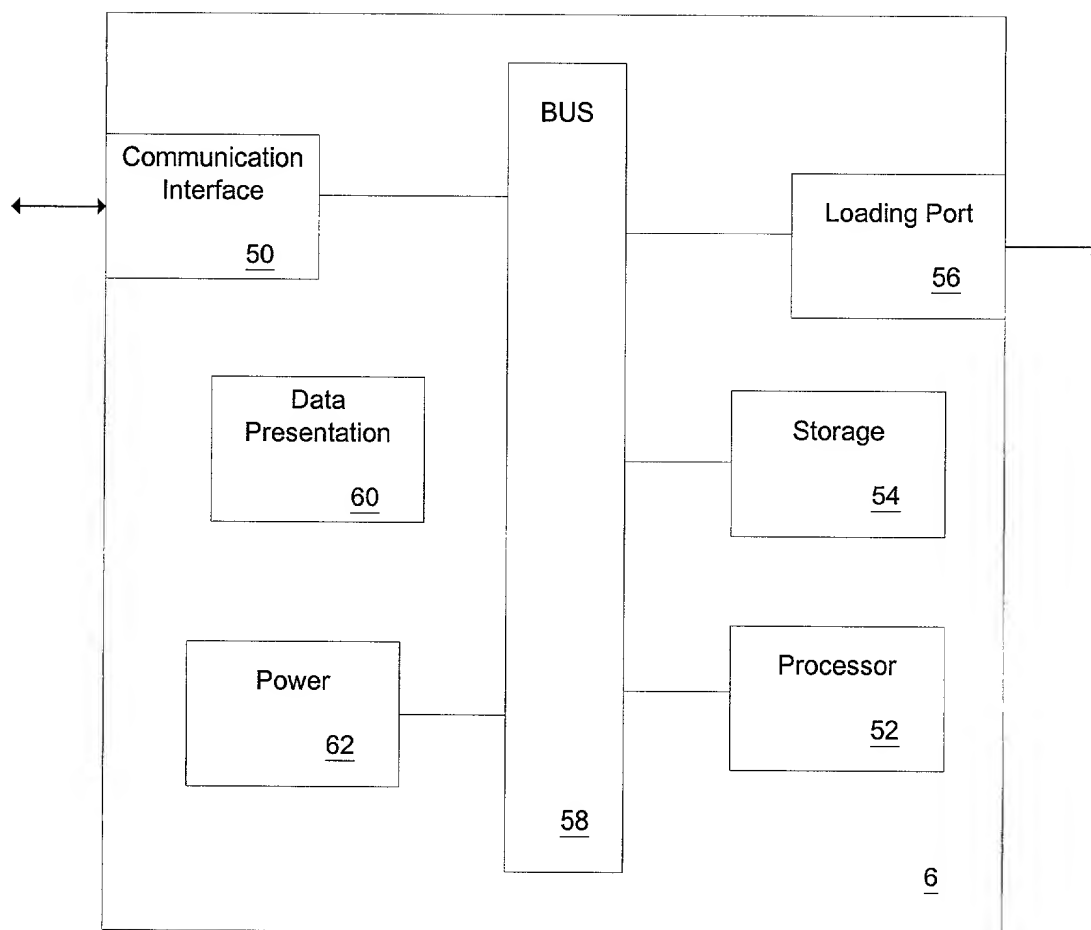 BUS
58
Communication
Interface
50
Data
Presentation
60
Power
62
Loading Port
56
Storage
54
Processor
52
6